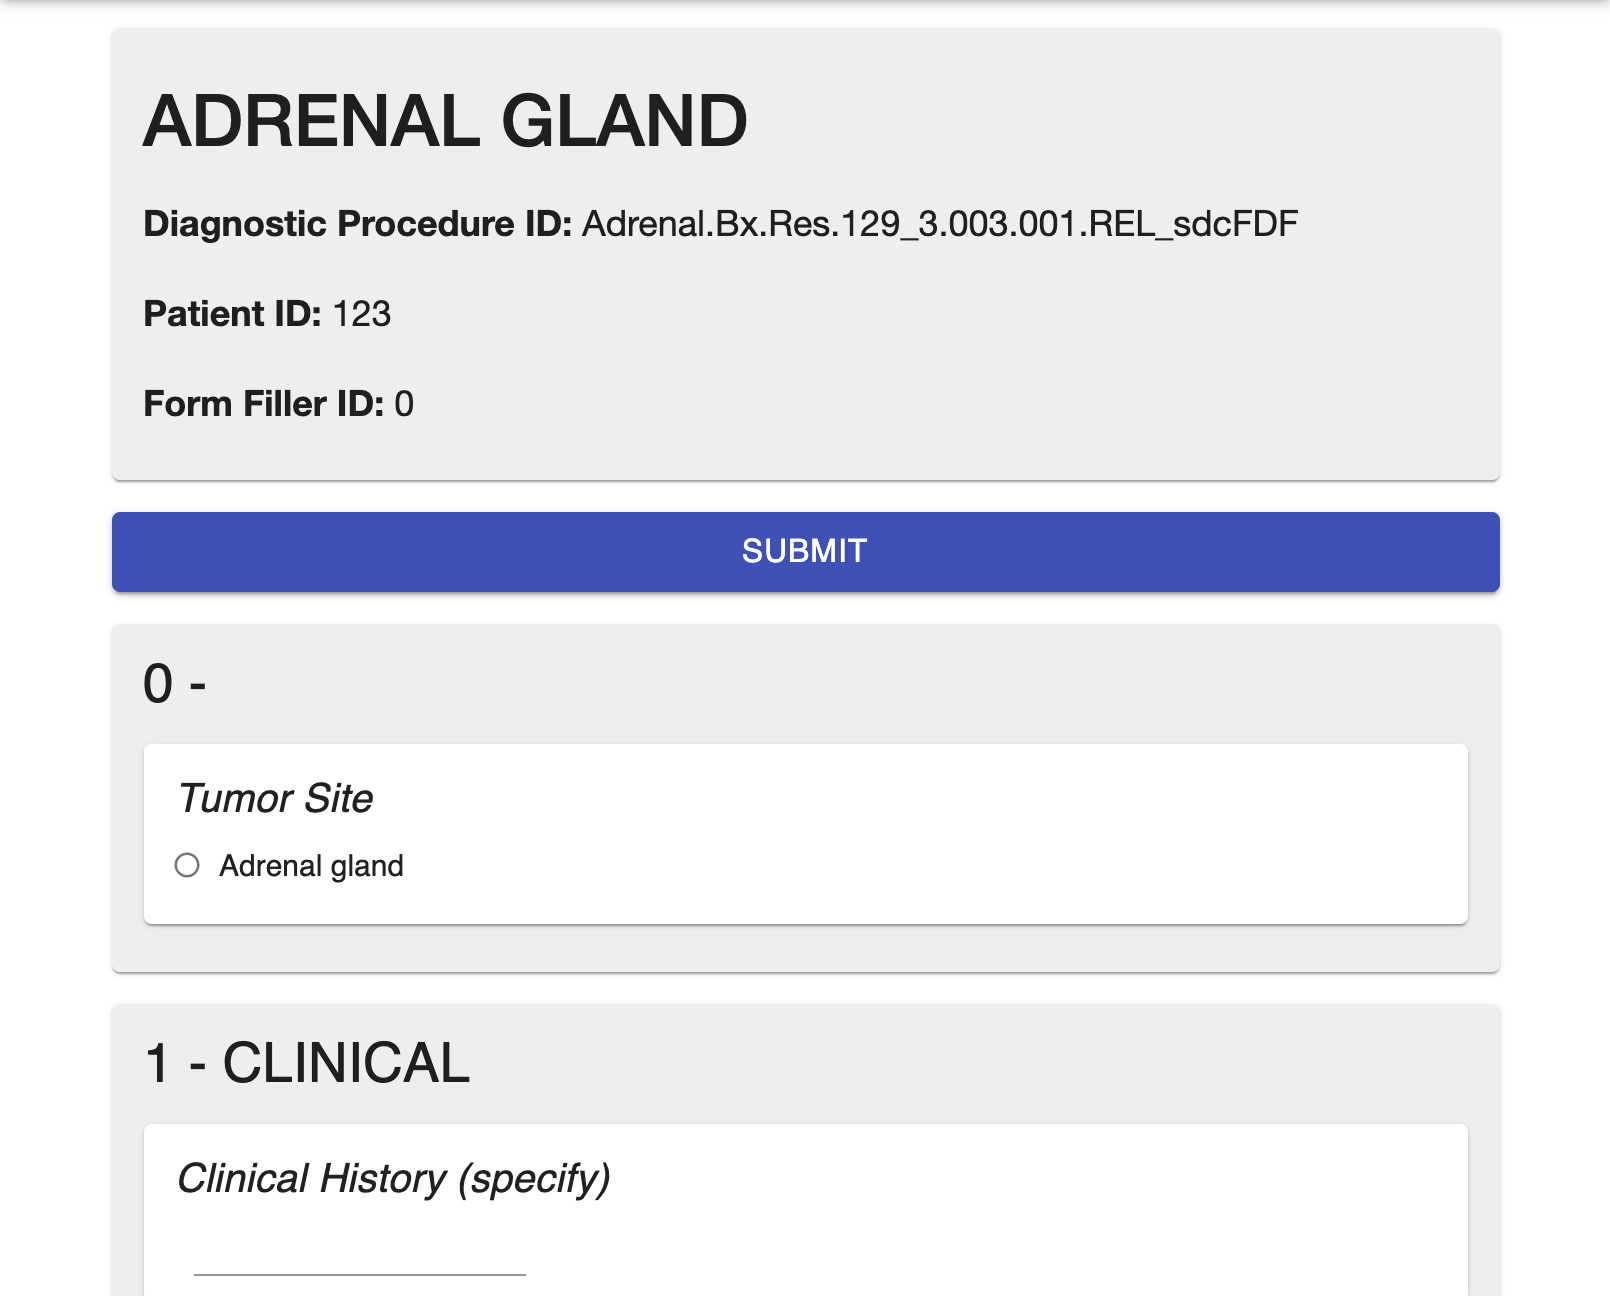 ADRENAL GLAND
Diagnostic Procedure ID: Adrenal.Bx.Res.129_3.003.001.REL_sdcFDF
Patient ID: 123
Form Filler ID: 0
SUBMIT
0 -
Tumor Site
Adrenal gland
1 - CLINICAL
Clinical History (specify)